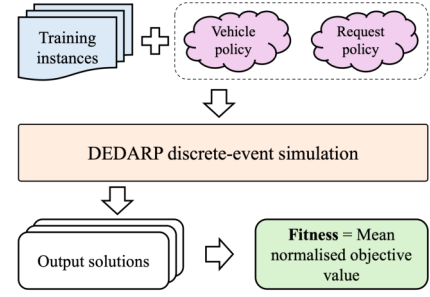 Training
instances
Vehicle
policy
Request
policy
DEDARP discrete-event simulation
Output solutions
Fitness = Mean
normalised objective
value